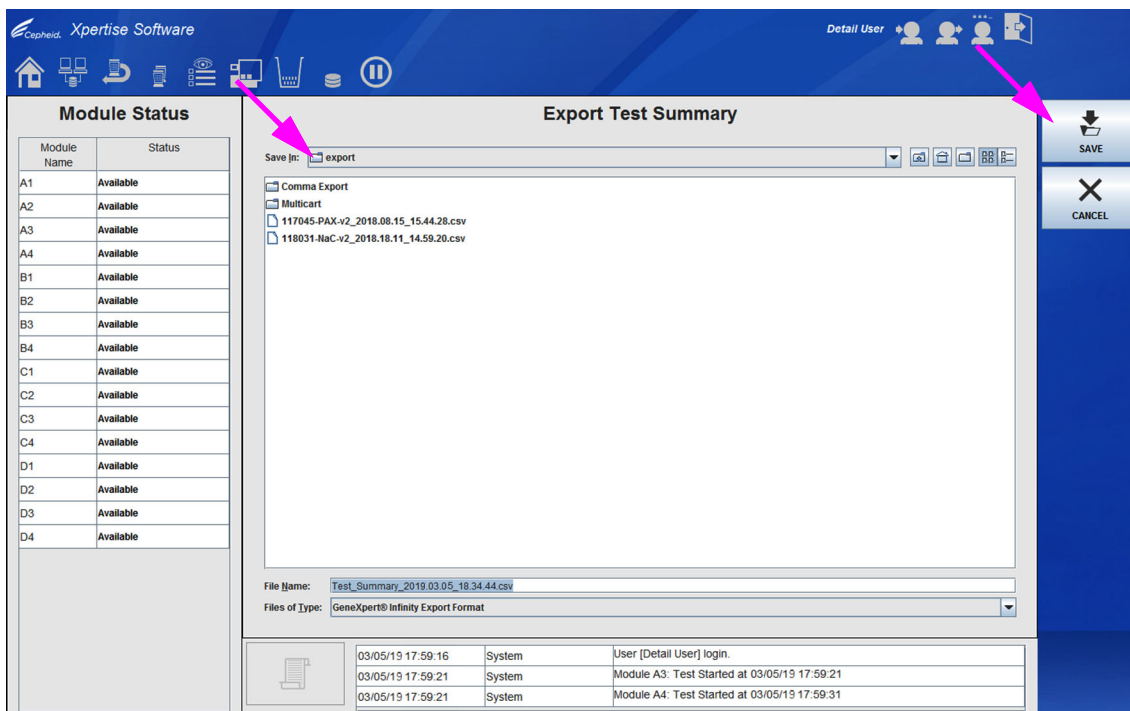 Cepheid. Xpertise Software
Detail User
Module Status
Module Name
Status
A1 Available
A2 Available
A3 Available
A4 Available
B1 Available
B2 Available
B3 Available
B4 Available
C1 Available
C2 Available
C3 Available
C4 Available
D1 Available
D2 Available
D3 Available
D4 Available
Export Test Summary
Save In: export
Comma Export
Multicart
117045-PAX-v2_2018.08.15_15.44.28.csv
118031-NaC-v2_2018.18.11_14.59.20.csv
File Name: Test_Summary_2019.03.05_18.34.44.csv
Files of Type: GeneXpert® Infinity Export Format
03/05/19 17:59:16 System User [Detail User] login.
03/05/19 17:59:21 System Module A3: Test Started at 03/05/19 17:59:21
03/05/19 17:59:21 System Module A4: Test Started at 03/05/19 17:59:31
SAVE
CANCEL